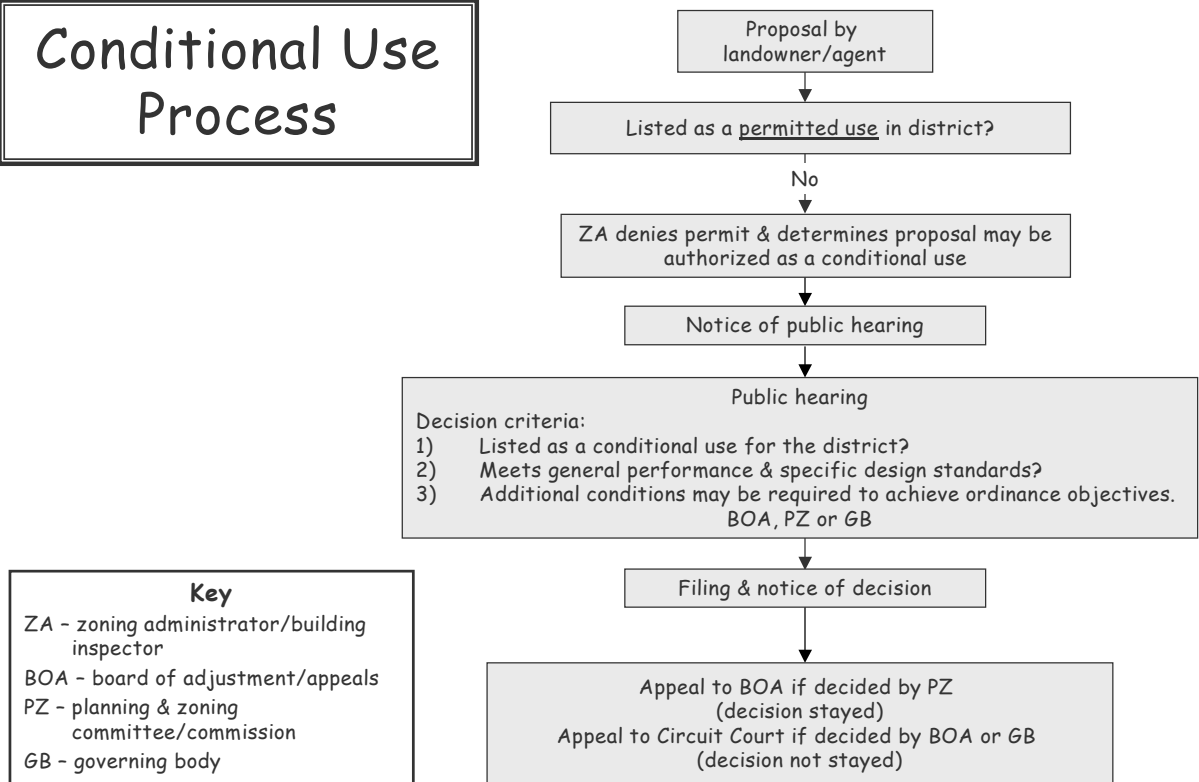 Conditional Use
Process
Proposal by
landowner/agent
Listed as a permitted use in district?
No
ZA denies permit & determines proposal may be
authorized as a conditional use
Notice of public hearing
Public hearing
Decision criteria:
1) Listed as a conditional use for the district?
2) Meets general performance & specific design standards?
3) Additional conditions may be required to achieve ordinance objectives.
BOA, PZ or GB
Filing & notice of decision
Appeal to BOA if decided by PZ
(decision stayed)
Appeal to Circuit Court if decided by BOA or GB
(decision not stayed)
Key
ZA – zoning administrator/building
inspector
BOA – board of adjustment/appeals
PZ – planning & zoning
committee/commission
GB – governing body